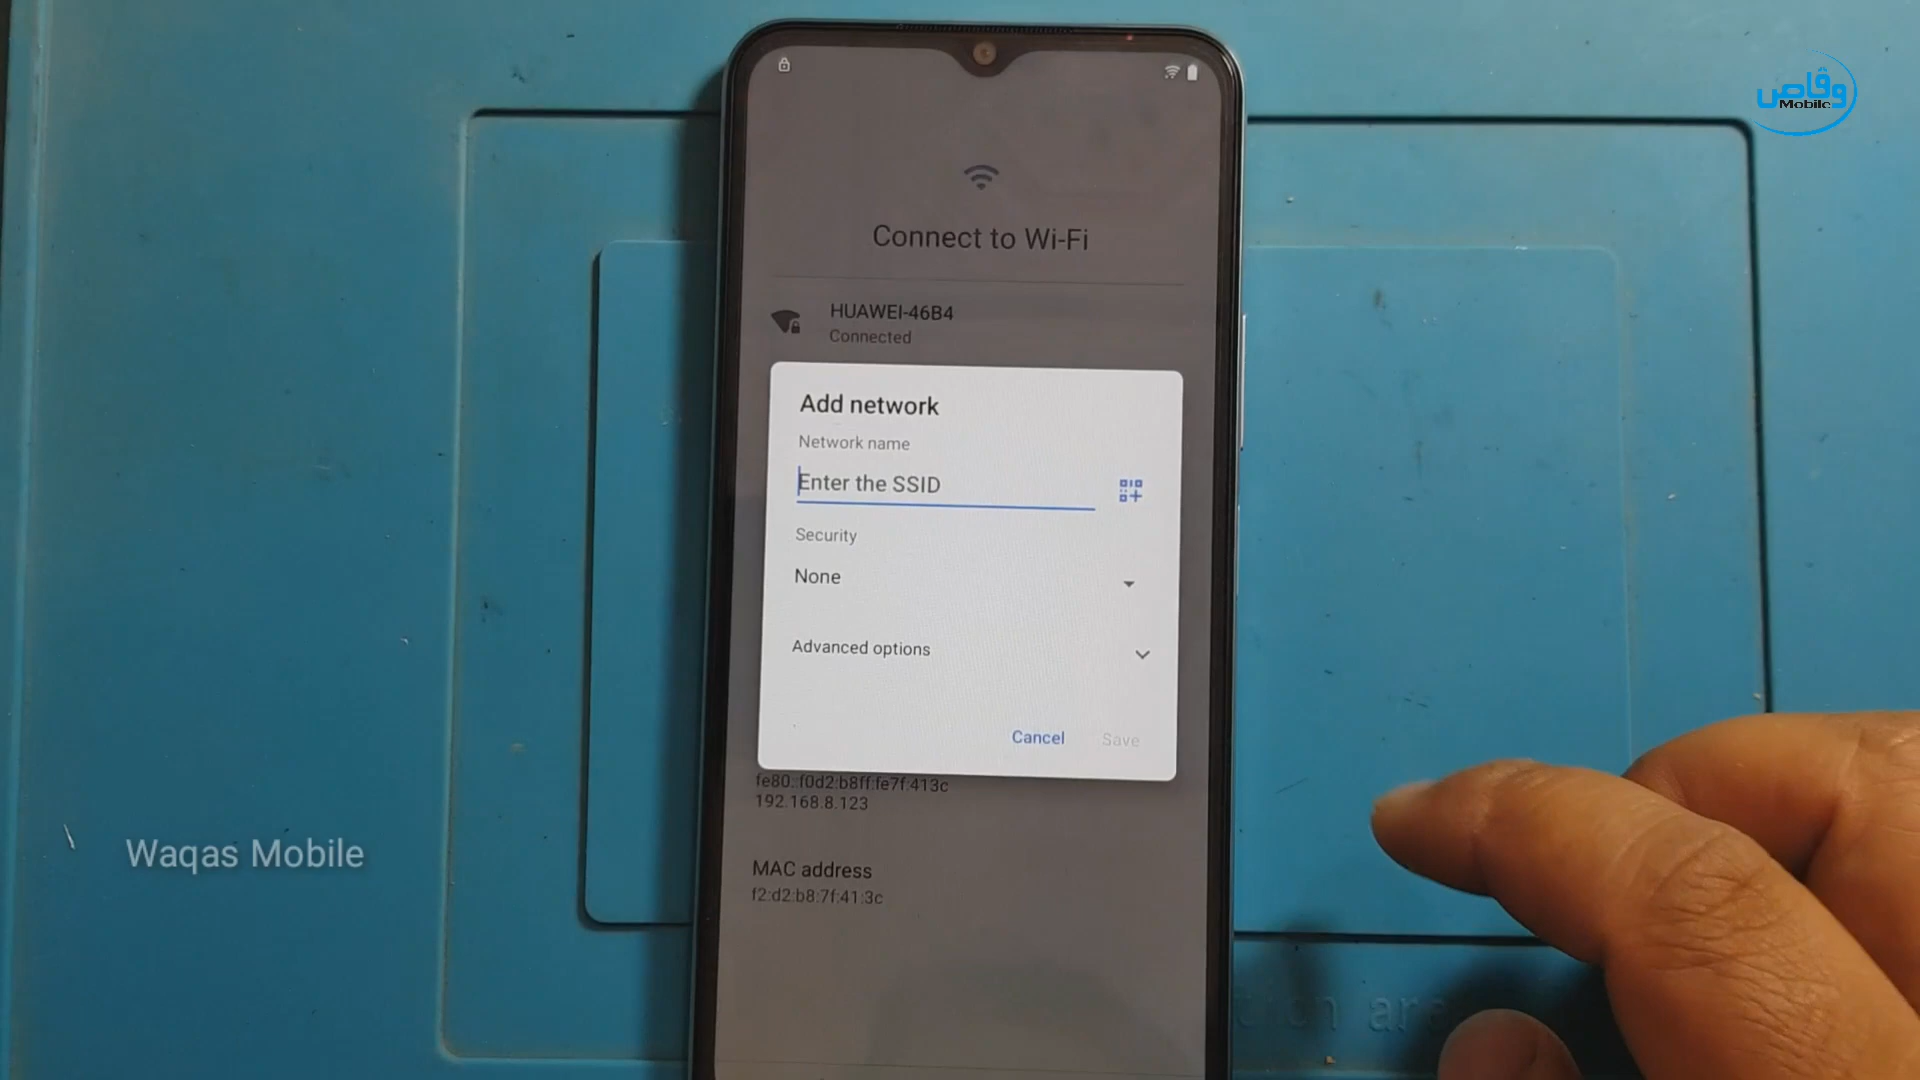 وقاص
Mobile
Connect to Wi-Fi
HUAWEI-46B4
Connected
Add network
Network name
Enter the SSID
Security
None
Advanced options
Cancel Save
fe80::f0d2:b8ff:fe7f:413c
192.168.8.123
MAC address
f2:d2:b8:7f:41:3c
Waqas Mobile